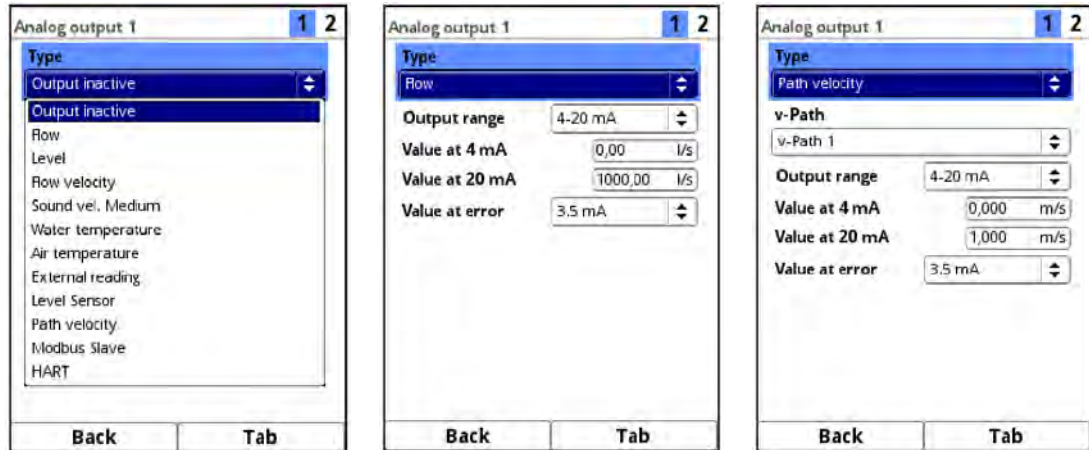 Analog output 1 1 2
Type
Output inactive
Output inactive
Flow
Level
Flow velocity
Sound vel. Medium
Water temperature
Air temperature
External reading
Level Sensor
Path velocity
Modbus Slave
HART
Back Tab
Analog output 1 1 2
Type
Flow
Output range 4-20 mA
Value at 4 mA 0,00 l/s
Value at 20 mA 1000,00 l/s
Value at error 3.5 mA
Back Tab
Analog output 1 1 2
Type
Path velocity
v-Path
v-Path 1
Output range 4-20 mA
Value at 4 mA 0,000 m/s
Value at 20 mA 1,000 m/s
Value at error 3.5 mA
Back Tab